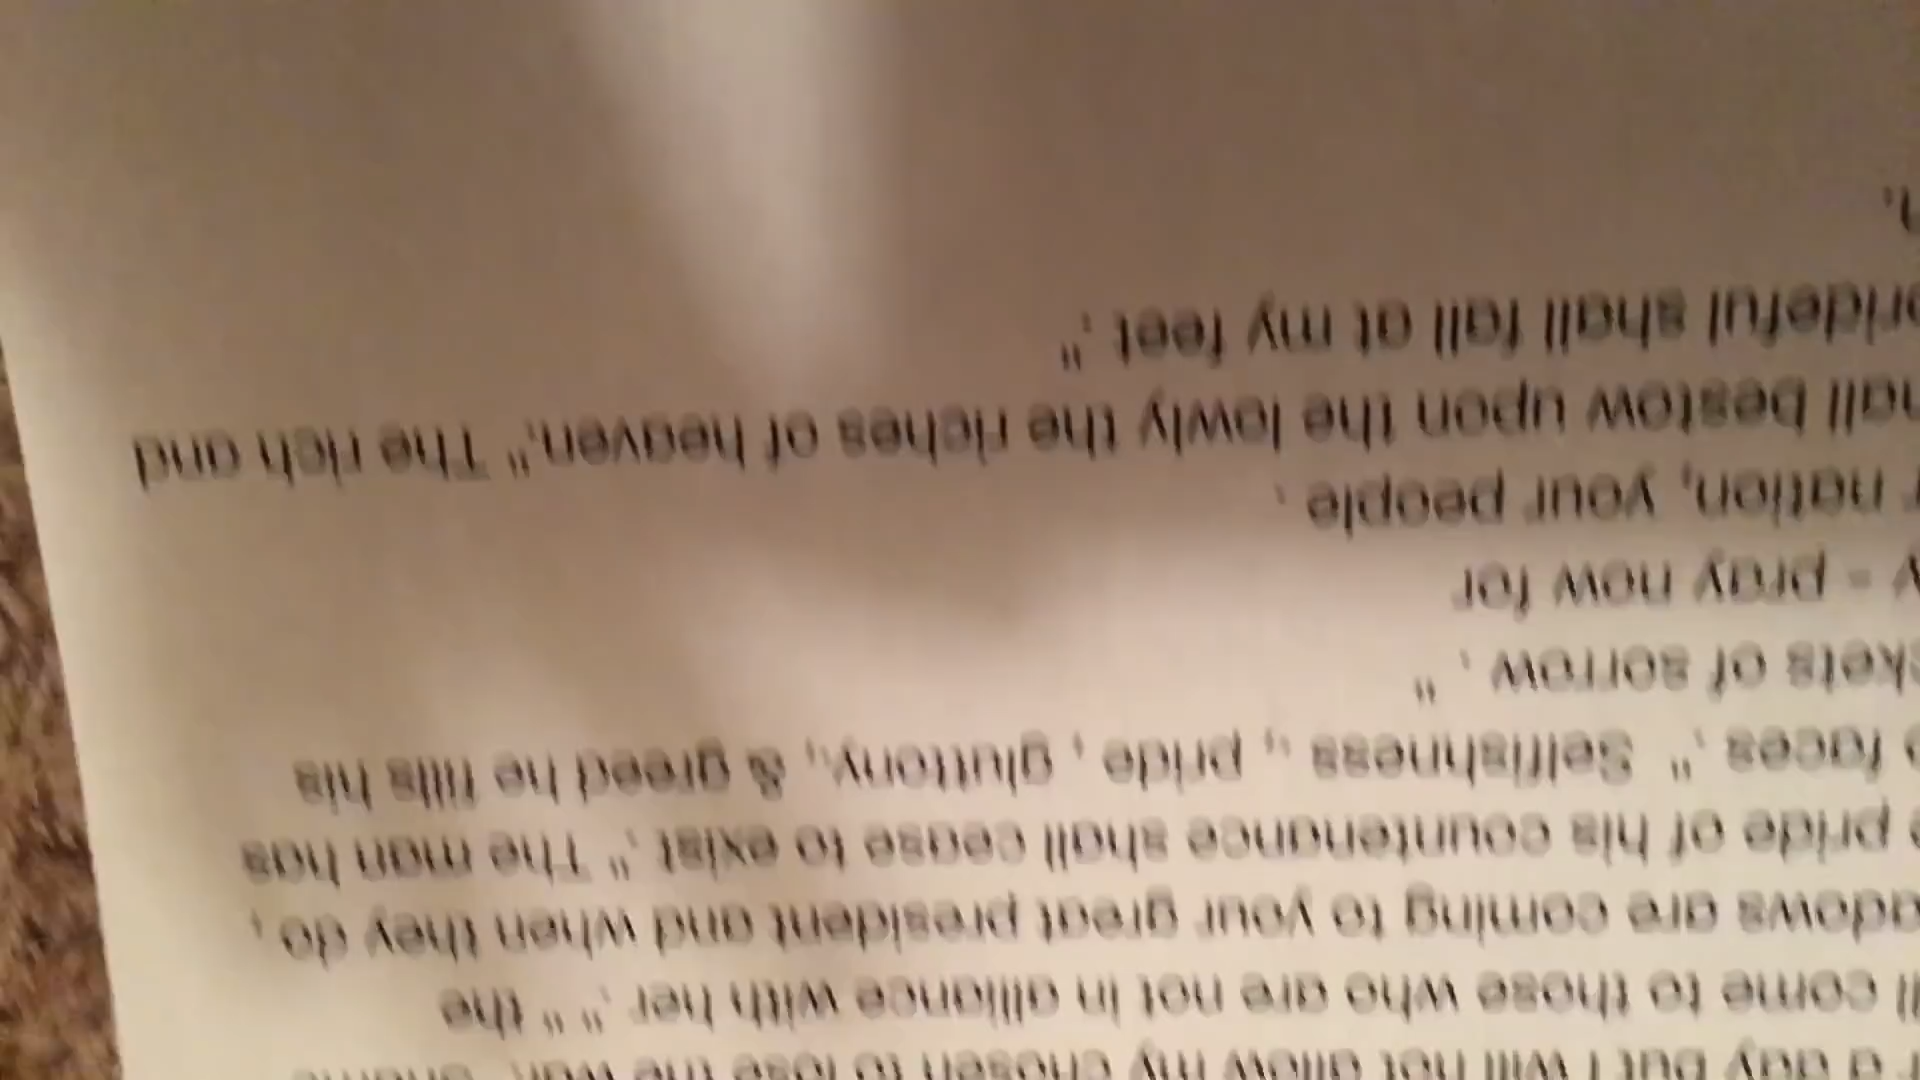 a day but I will not allow my chosen to lose the war,
come to those who are not in alliance with her ," " the
adows are coming to your great president and when they do ,
pride of his countenance shall cease to exist ," The man has
faces ," Selfishness ., pride , gluttony,, & greed he fills his
kets of sorrow . "
y - pray now for
r nation, your people .
hall bestow upon the lowly the riches of heaven," The rich and
prideful shall fall at my feet ; "